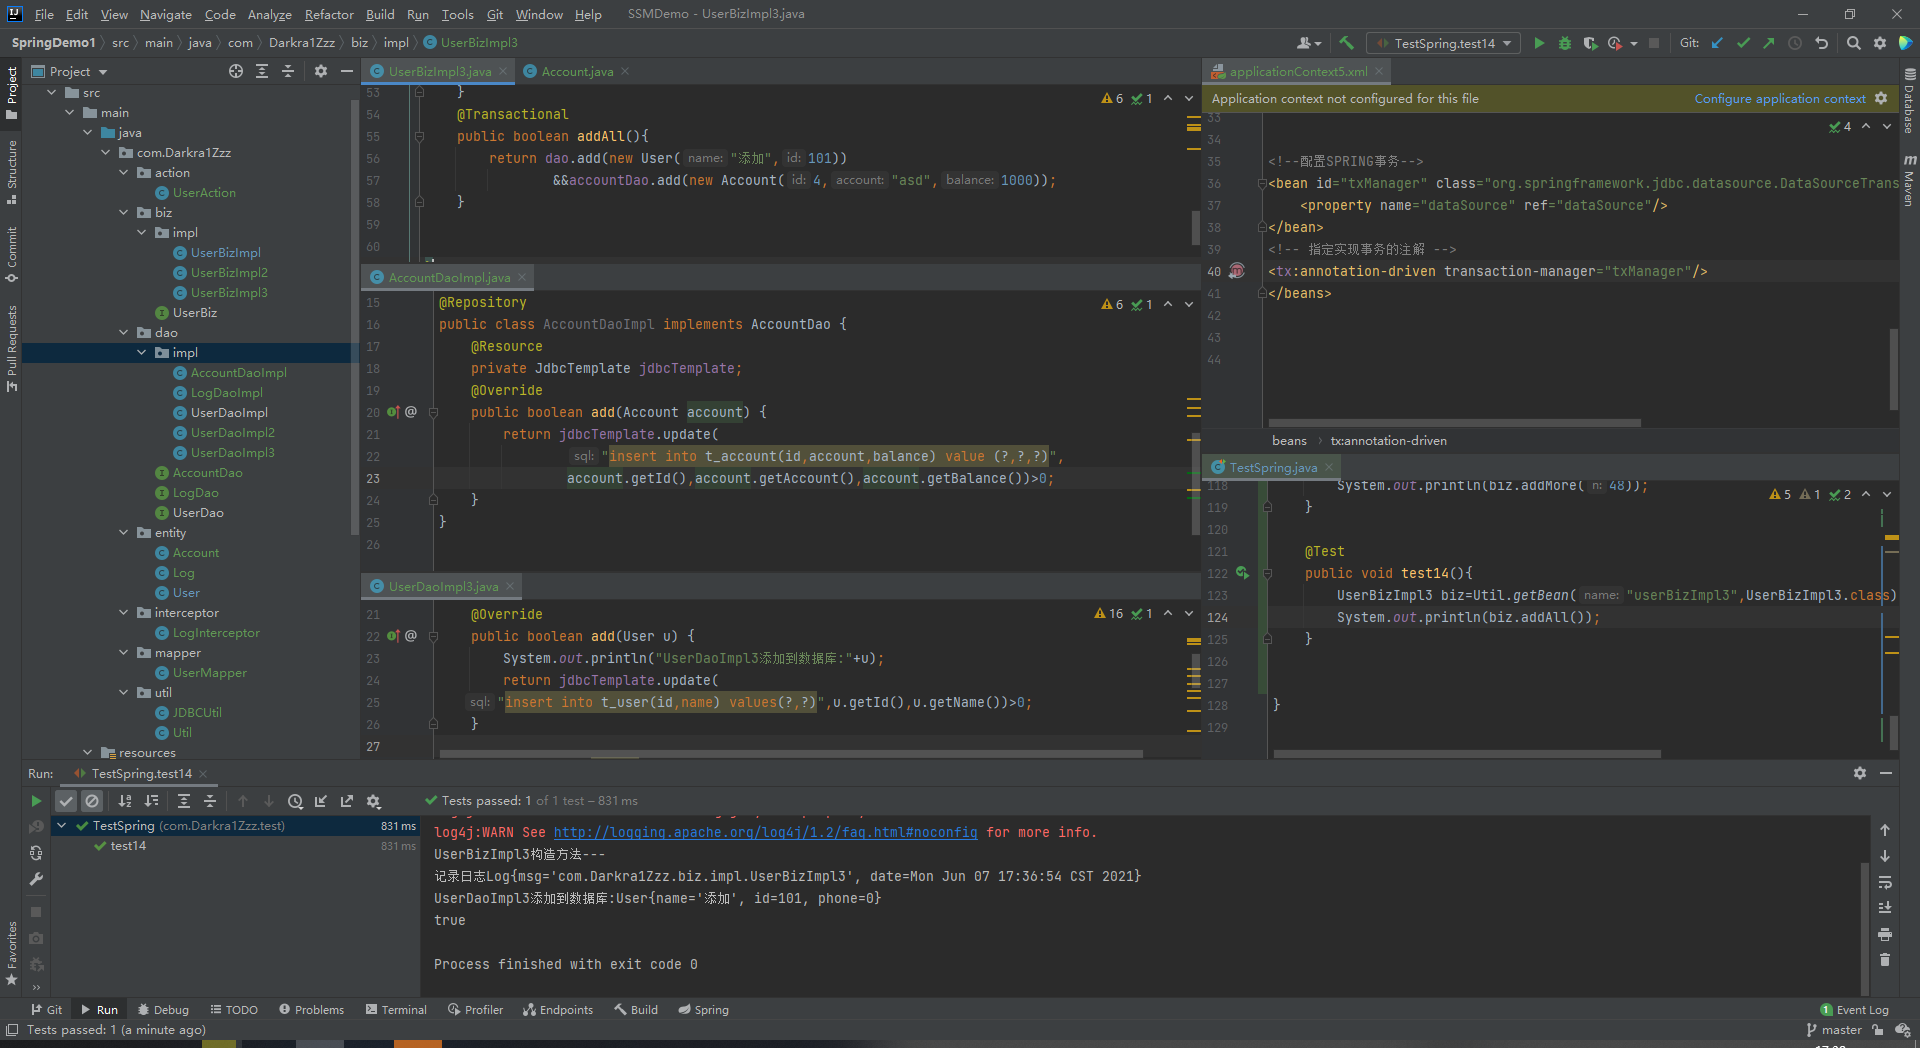 File Edit View Navigate Code Analyze Refactor Build Run Tools Git Window Help SSMDemo - UserBizImpl3.java
SpringDemo1 src main java com Darkra1Zzz biz impl UserBizImpl3 TestSpring.test14 Git:
Project
Structure
Commit
Pull Requests
Favorites
Project
src
main
java
com.Darkra1Zzz
action
UserAction
biz
impl
UserBizImpl
UserBizImpl2
UserBizImpl3
UserBiz
dao
impl
AccountDaoImpl
LogDaoImpl
UserDaoImpl
UserDaoImpl2
UserDaoImpl3
AccountDao
LogDao
UserDao
entity
Account
Log
User
interceptor
LogInterceptor
mapper
UserMapper
util
JDBCUtil
Util
resources
UserBizImpl3.java Account.java
6 1
53 }
54 @Transactional
55 public boolean addAll(){
56 return dao.add(new User( name: "添加", id: 101))
57 &&accountDao.add(new Account( id: 4, account: "asd", balance: 1000));
58 }
59
60
AccountDaoImpl.java
6 1
15 @Repository
16 public class AccountDaoImpl implements AccountDao {
17 @Resource
18 private JdbcTemplate jdbcTemplate;
19 @Override
20 public boolean add(Account account) {
21 return jdbcTemplate.update(
22 sql: "insert into t_account(id,account,balance) value (?,?,?)",
23 account.getId(),account.getAccount(),account.getBalance())>0;
24 }
25 }
26
UserDaoImpl3.java
16 1
21 @Override
22 public boolean add(User u) {
23 System.out.println("UserDaoImpl3添加到数据库:"+u);
24 return jdbcTemplate.update(
25 sql: "insert into t_user(id,name) values(?,?)",u.getId(),u.getName())>0;
26 }
27
applicationContext5.xml
Application context not configured for this file Configure application context
4
33
34
35 <!--配置SPRING事务-->
36 <bean id="txManager" class="org.springframework.jdbc.datasource.DataSourceTrans
37 <property name="dataSource" ref="dataSource"/>
38 </bean>
39 <!-- 指定实现事务的注解 -->
40 <tx:annotation-driven transaction-manager="txManager"/>
41 </beans>
42
43
44
beans tx:annotation-driven
TestSpring.java
5 1 2
118 System.out.println(biz.addMore( n: 48));
119 }
120
121 @Test
122 public void test14(){
123 UserBizImpl3 biz=Util.getBean( name: "userBizImpl3",UserBizImpl3.class)
124 System.out.println(biz.addAll());
125 }
126
127
128 }
129
Database
Maven
Run: TestSpring.test14
Tests passed: 1 of 1 test – 831 ms
TestSpring (com.Darkra1Zzz.test) 831 ms
test14 831 ms
log4j:WARN See http://logging.apache.org/log4j/1.2/faq.html#noconfig for more info.
UserBizImpl3构造方法---
记录日志Log{msg='com.Darkra1Zzz.biz.impl.UserBizImpl3', date=Mon Jun 07 17:36:54 CST 2021}
UserDaoImpl3添加到数据库:User{name='添加', id=101, phone=0}
true
Process finished with exit code 0
Git Run Debug TODO Problems Terminal Profiler Endpoints Build Spring 1 Event Log
Tests passed: 1 (a minute ago) master